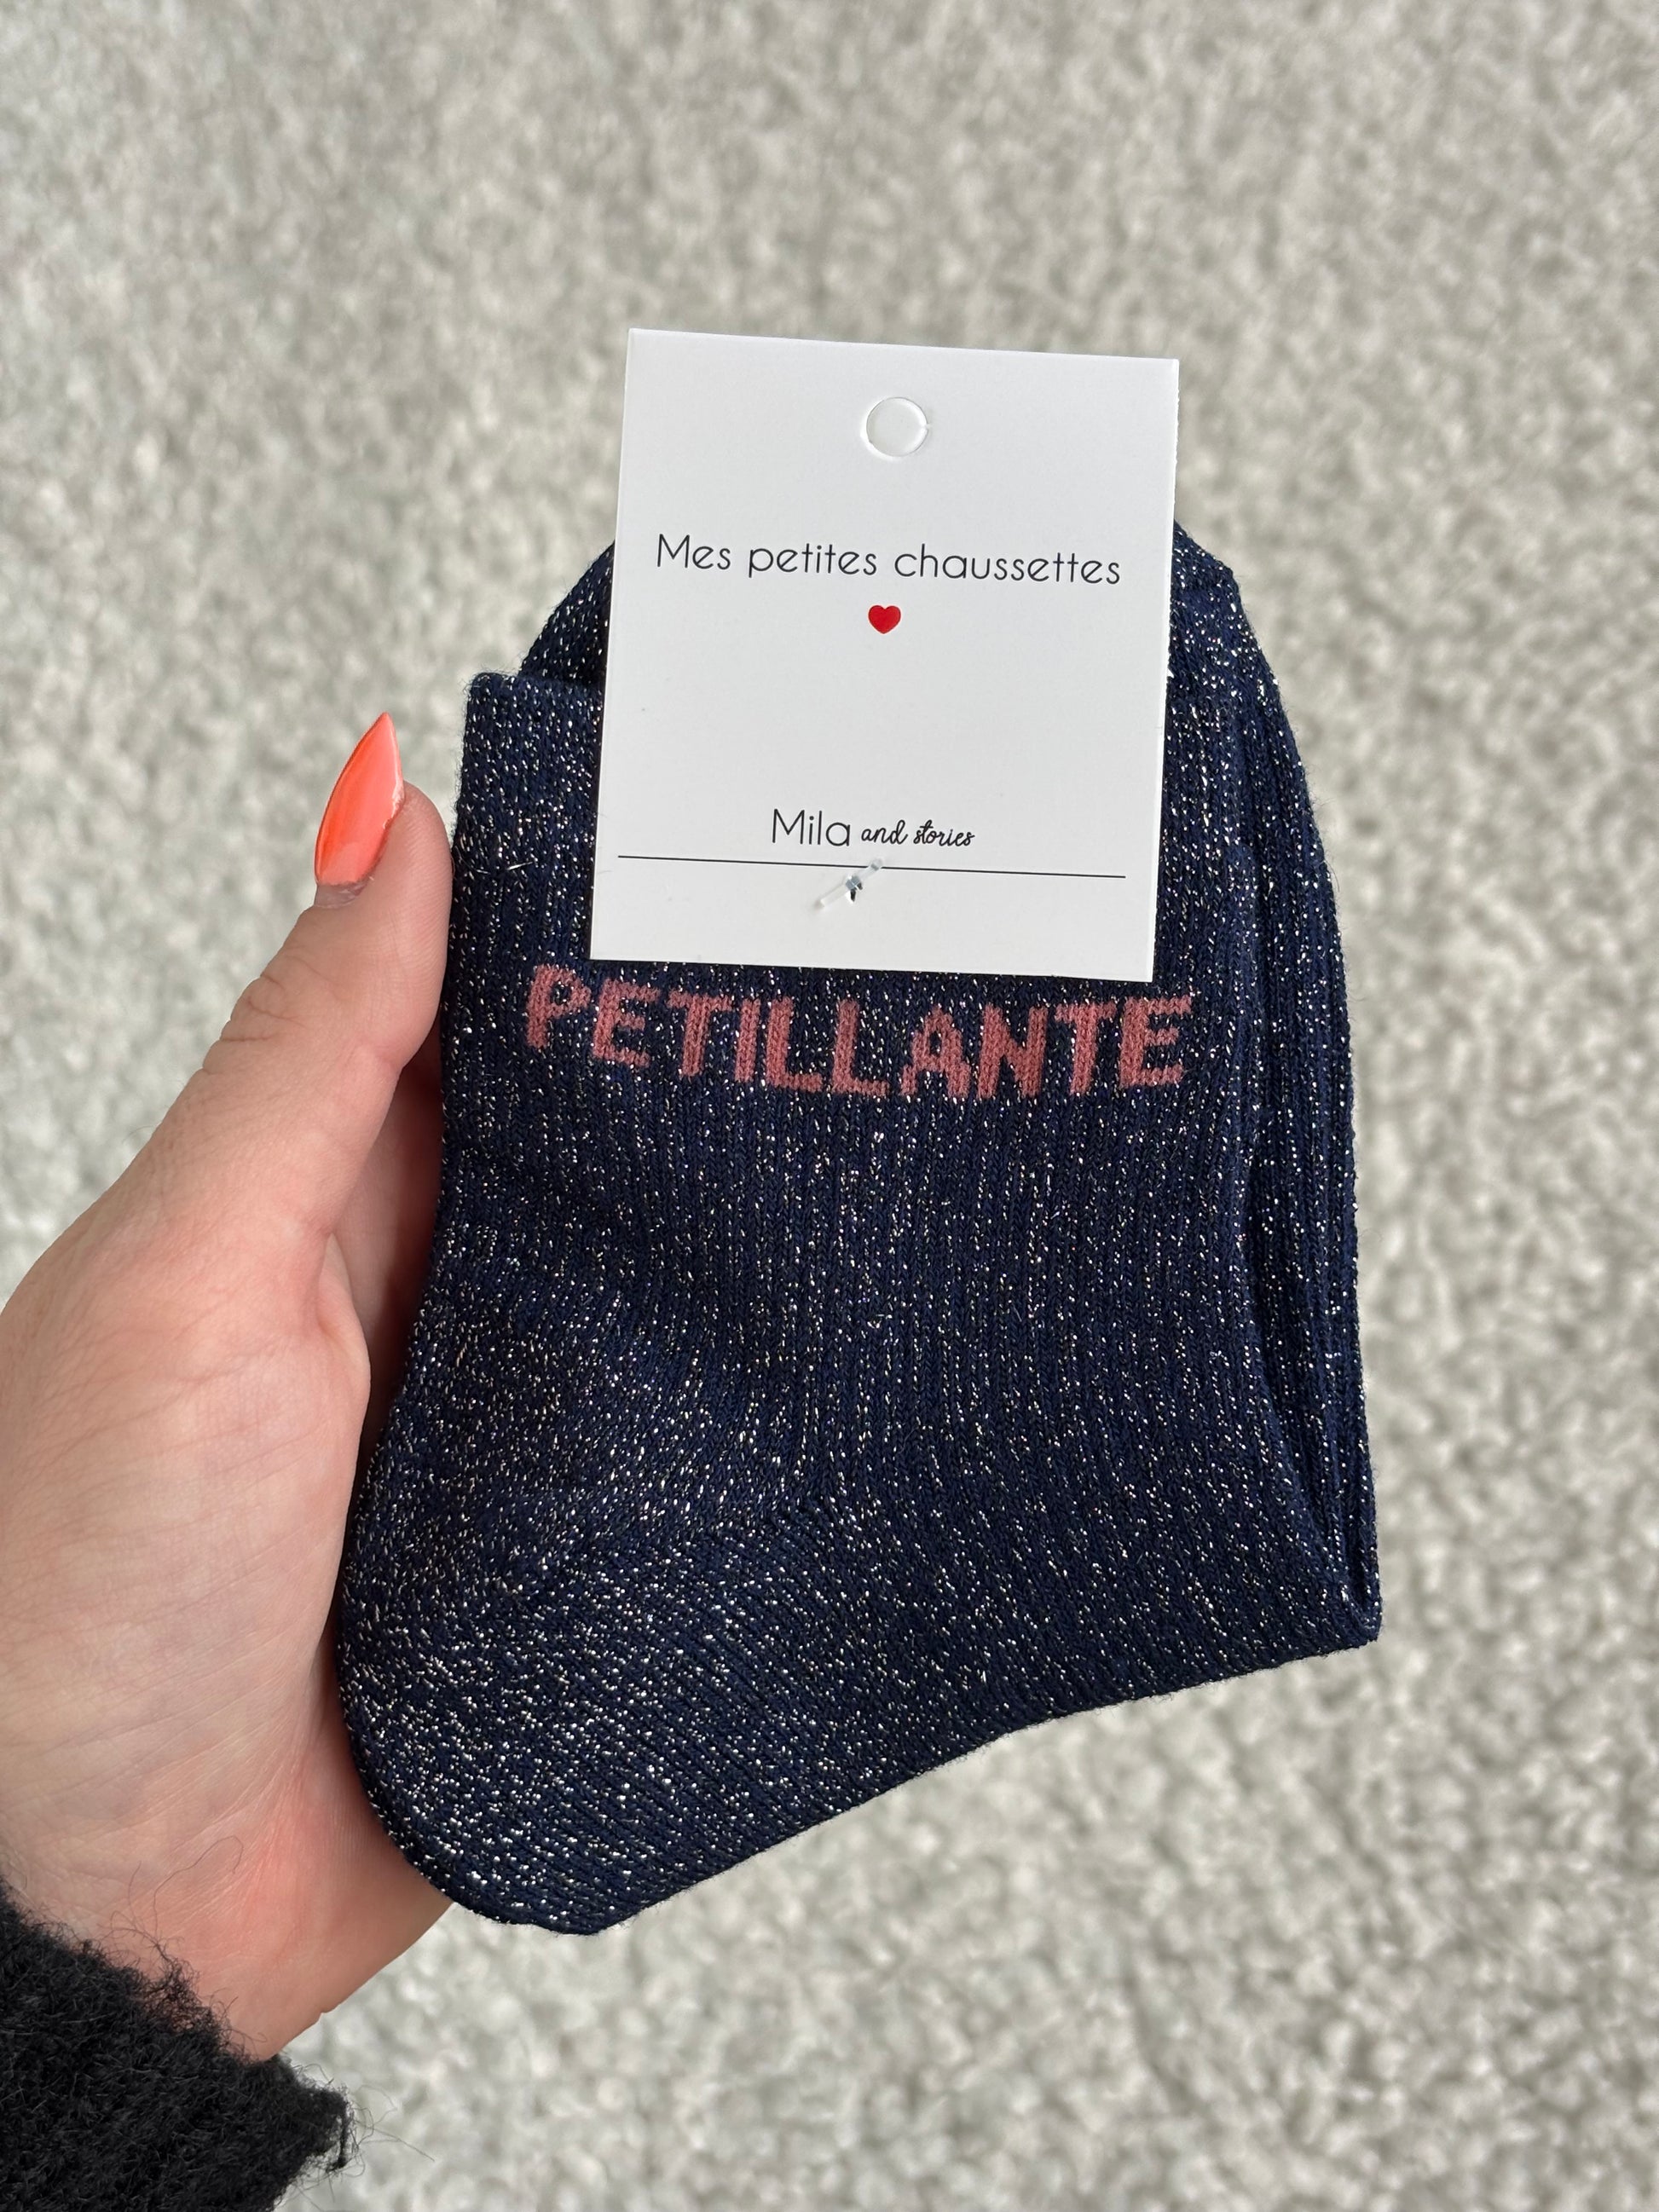 Mes petites chaussettes
Mila and stories
PETILLANTE